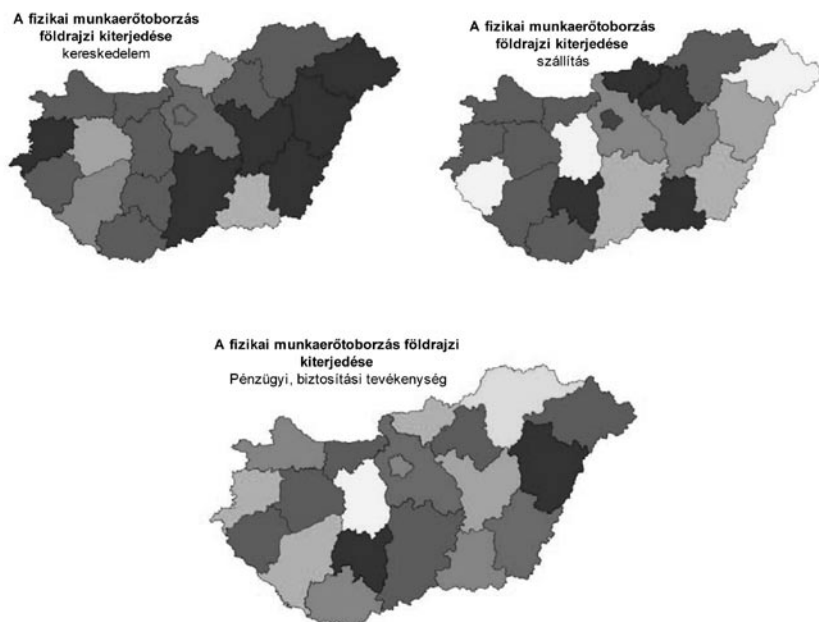 A fizikai munkaerőtoborzás
földrajzi kiterjedése
kereskedelem
A fizikai munkaerőtoborzás
földrajzi kiterjedése
szállítás
A fizikai munkaerőtoborzás földrajzi
kiterjedése
Pénzügyi, biztosítási tevékenység